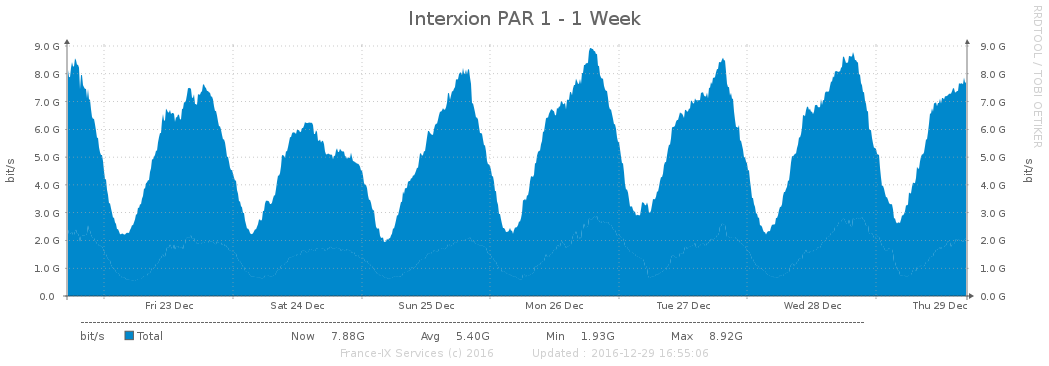 Interxion PAR 1 - 1 Week
RRDTOOL / TOBI OETIKER
9.0 G 9.0 G
8.0 G 8.0 G
7.0 G 7.0 G
6.0 G 6.0 G
5.0 G 5.0 G
4.0 G 4.0 G
3.0 G 3.0 G
2.0 G 2.0 G
1.0 G 1.0 G
0.0 0.0 G
bit/s bit/s
Fri 23 Dec Sat 24 Dec Sun 25 Dec Mon 26 Dec Tue 27 Dec Wed 28 Dec Thu 29 Dec
bit/s Total Now 7.88G Avg 5.40G Min 1.93G Max 8.92G
France-IX Services (c) 2016 Updated : 2016-12-29 16:55:06